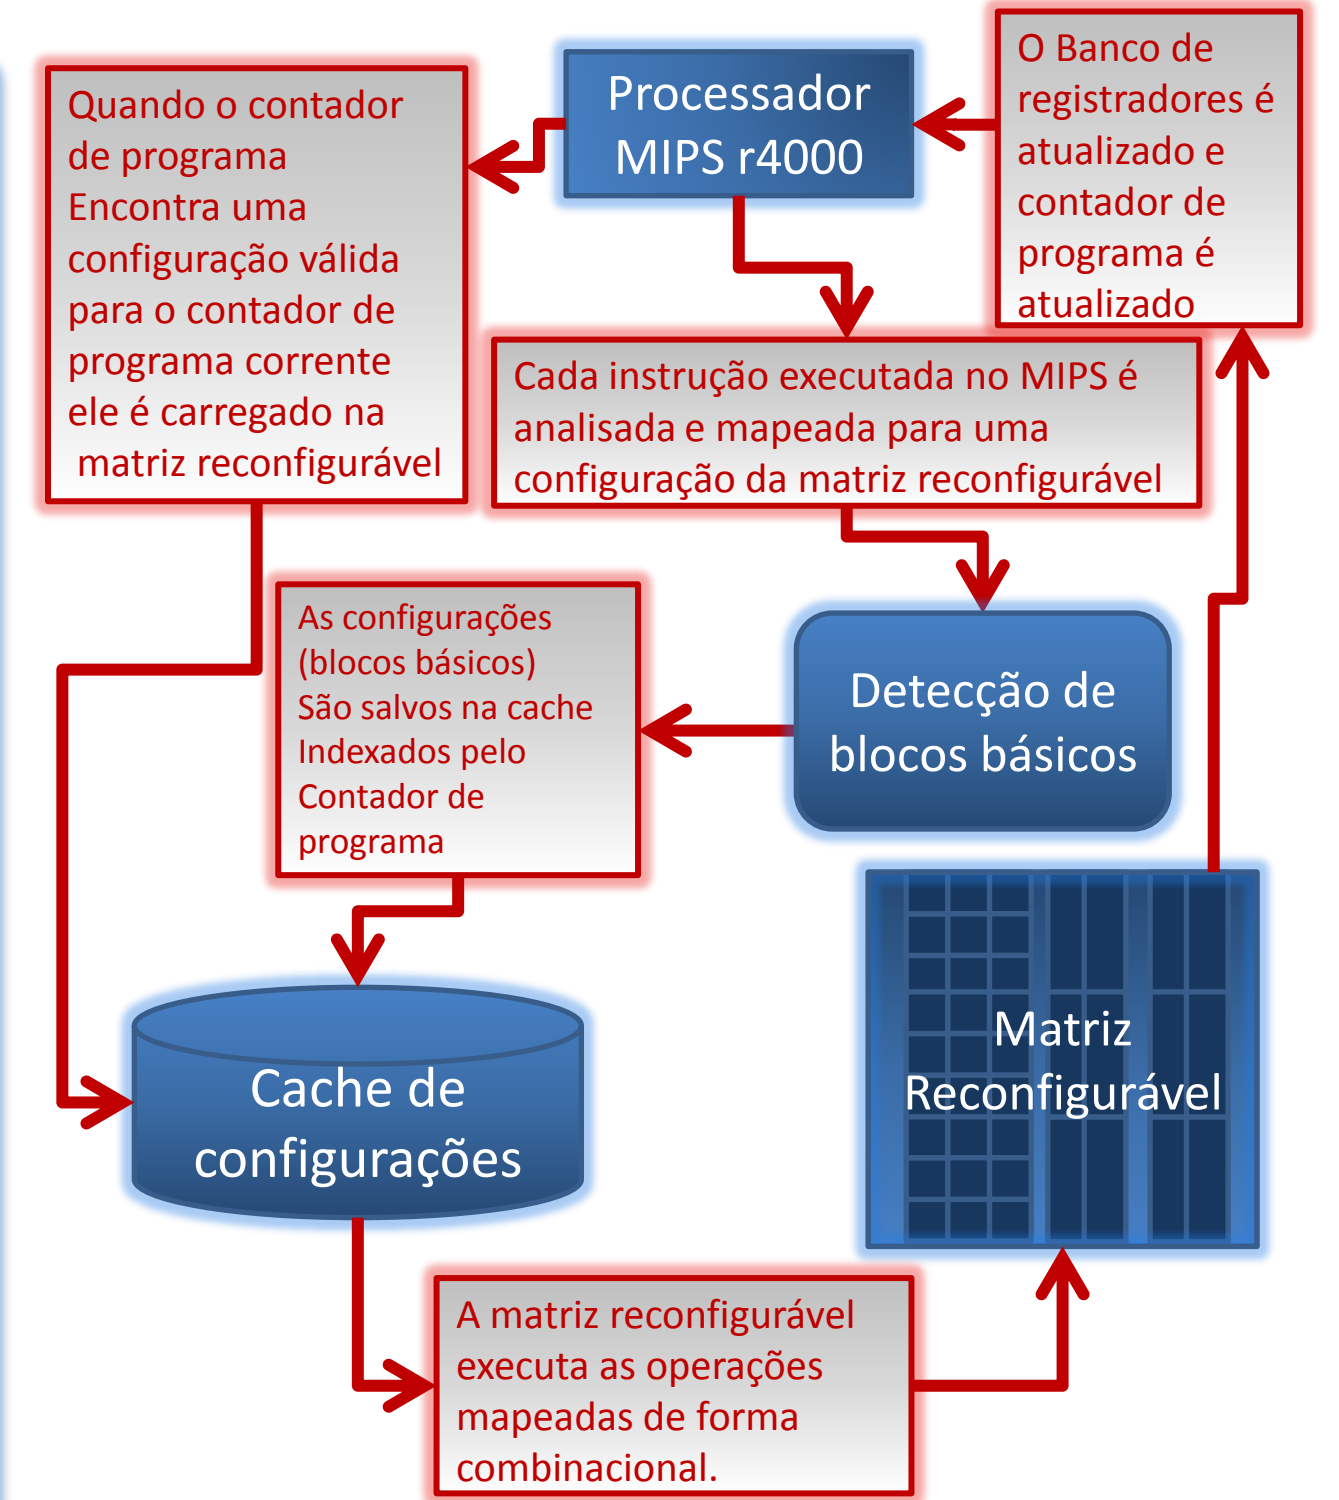 Processador
MIPS r4000
O Banco de
registradores é
atualizado e
contador de
programa é
atualizado
Quando o contador
de programa
Encontra uma
configuração válida
para o contador de
programa corrente
ele é carregado na
matriz reconfigurável
Cada instrução executada no MIPS é
analisada e mapeada para uma
configuração da matriz reconfigurável
As configurações
(blocos básicos)
São salvos na cache
Indexados pelo
Contador de
programa
Detecção de
blocos básicos
Cache de
configurações
Matriz
Reconfigurável
A matriz reconfigurável
executa as operações
mapeadas de forma
combinacional.